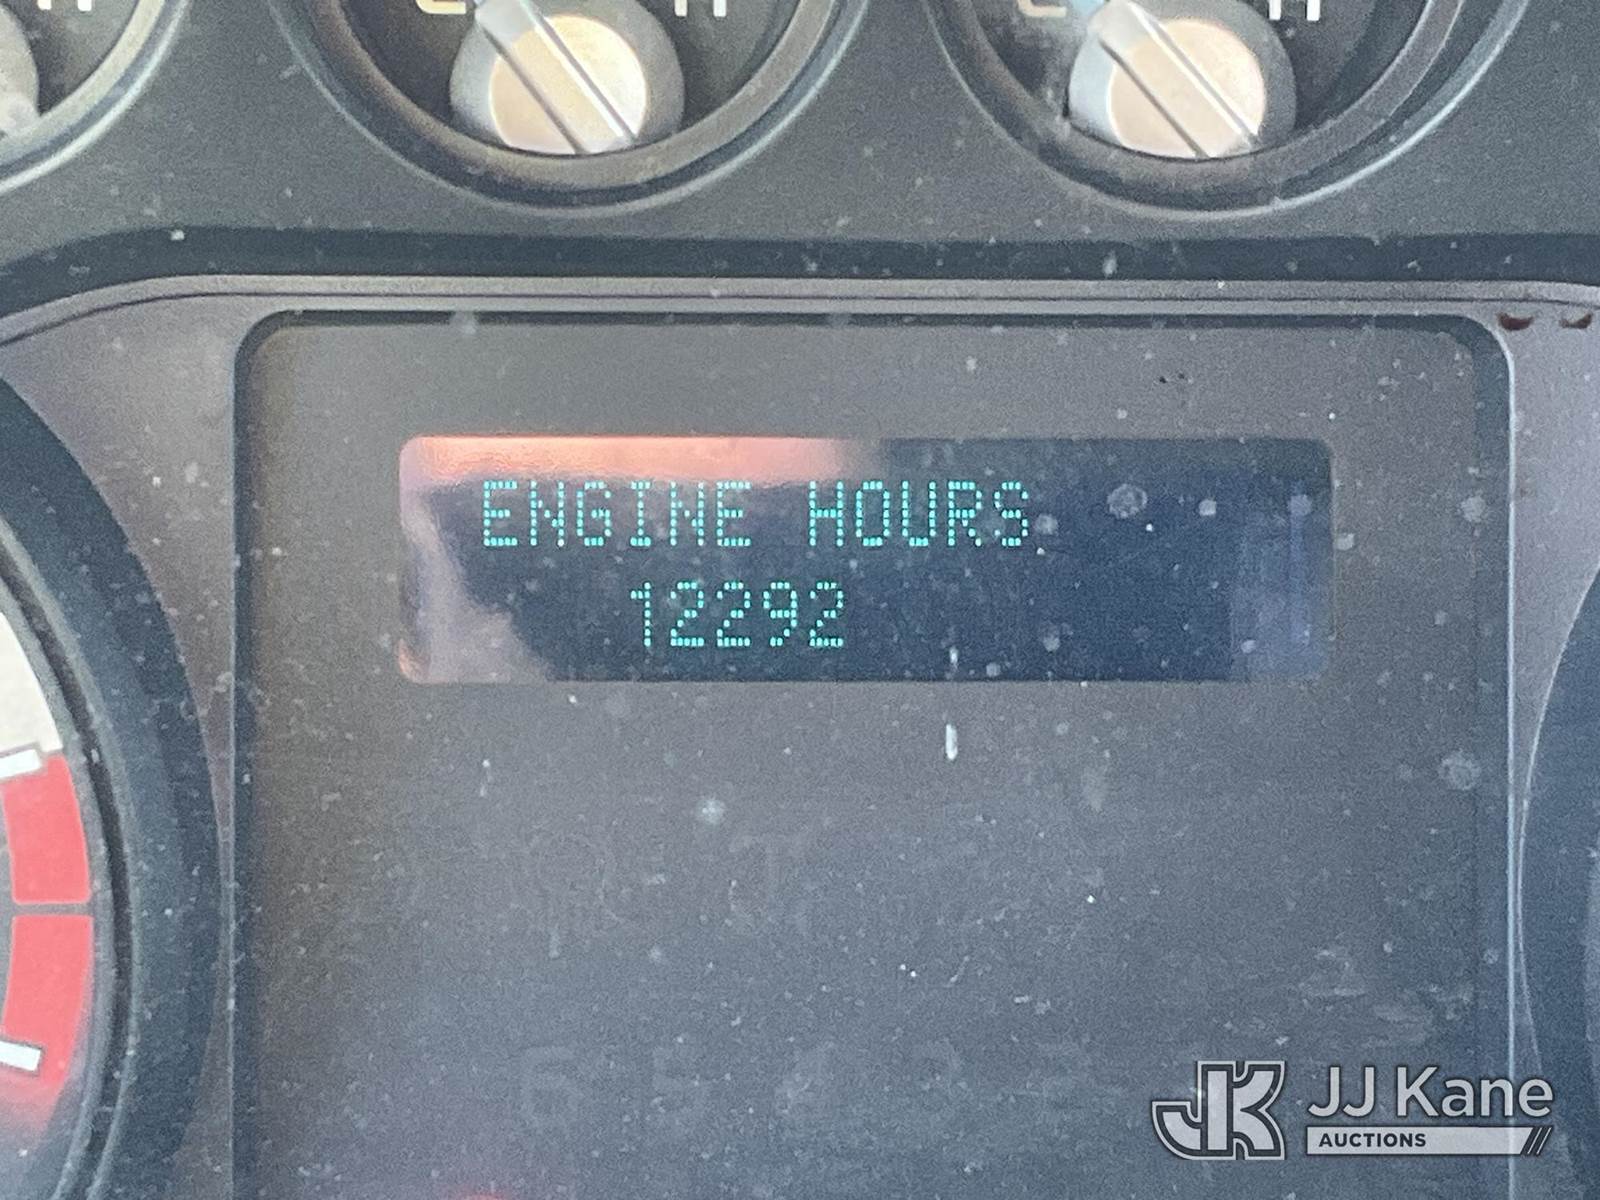 ENGINE HOURS
12292
JJ Kane
AUCTIONS